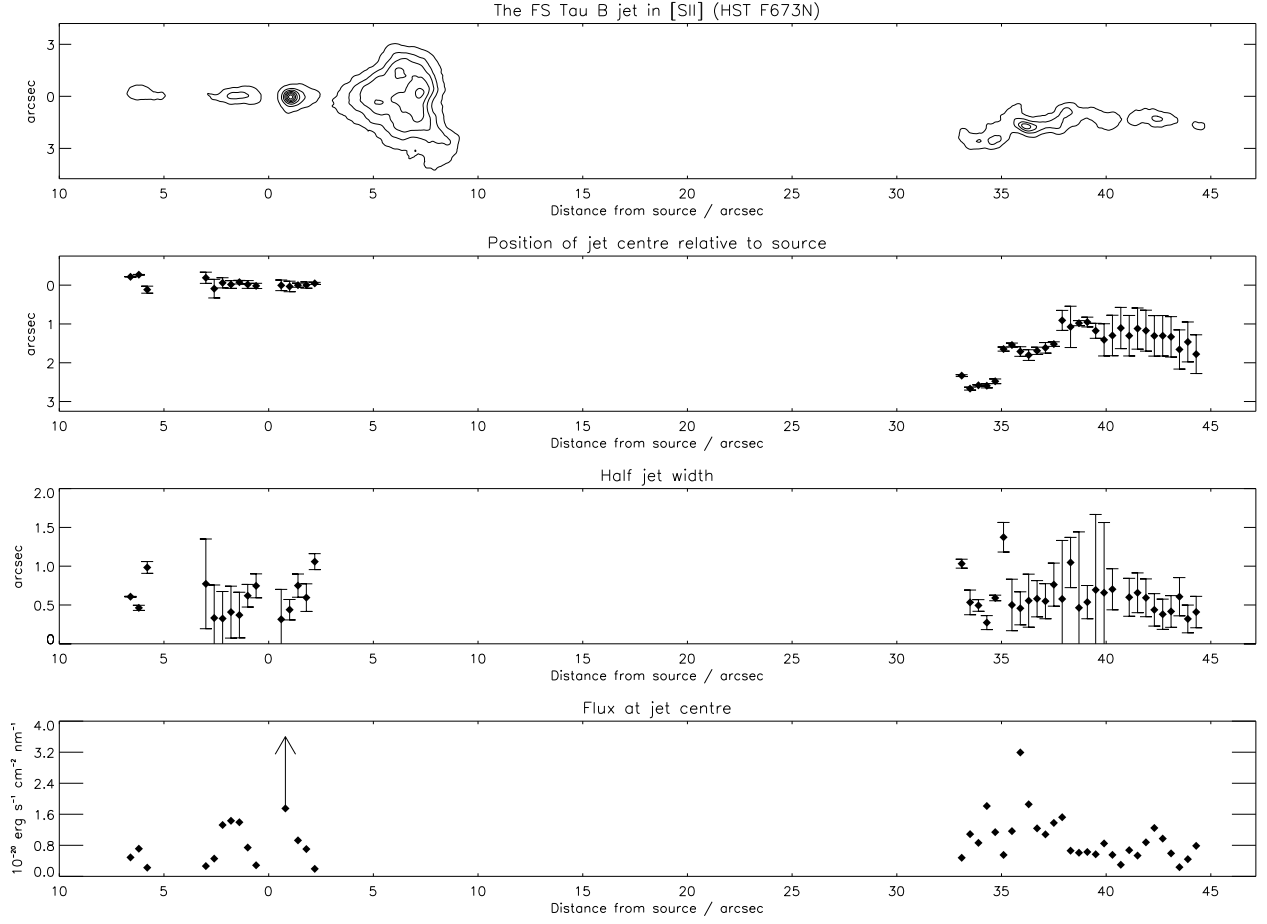 The FS Tau B jet in [SII] (HST F673N)
3
0
3
arcsec
10 5 0 5 10 15 20 25 30 35 40 45
Distance from source / arcsec
Position of jet centre relative to source
0
1
2
3
arcsec
10 5 0 5 10 15 20 25 30 35 40 45
Distance from source / arcsec
Half jet width
2.0
1.5
1.0
0.5
0
arcsec
10 5 0 5 10 15 20 25 30 35 40 45
Distance from source / arcsec
Flux at jet centre
4.0
3.2
2.4
1.6
0.8
0.0
10⁻²⁰ erg s⁻¹ cm⁻² nm⁻¹
10 5 0 5 10 15 20 25 30 35 40 45
Distance from source / arcsec